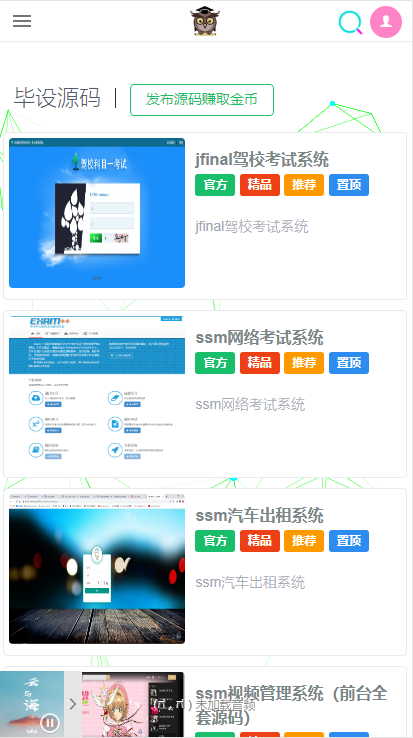 毕设源码 | 发布源码赚取金币
jfinal驾校考试系统
官方 精品 推荐 置顶
jfinal驾校考试系统
驾校科目一考试
EXAM++
ssm网络考试系统
官方 精品 推荐 置顶
ssm网络考试系统
ssm汽车出租系统
官方 精品 推荐 置顶
ssm汽车出租系统
ssm视频管理系统（前台全
套源码）
云与海
未加载音频